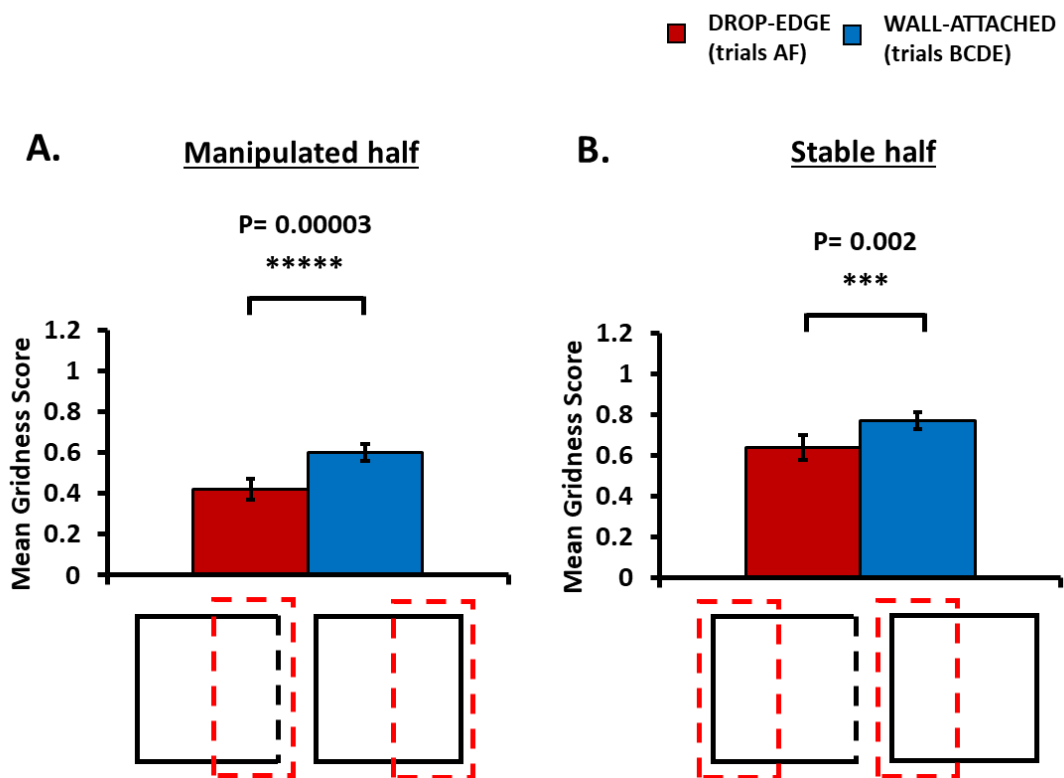 DROP-EDGE
(trials AF)
WALL-ATTACHED
(trials BCDE)
A.
Manipulated half
P= 0.00003
*****
Mean Gridness Score
1.2
1
0.8
0.6
0.4
0.2
0
B.
Stable half
P= 0.002
***
Mean Gridness Score
1.2
1
0.8
0.6
0.4
0.2
0